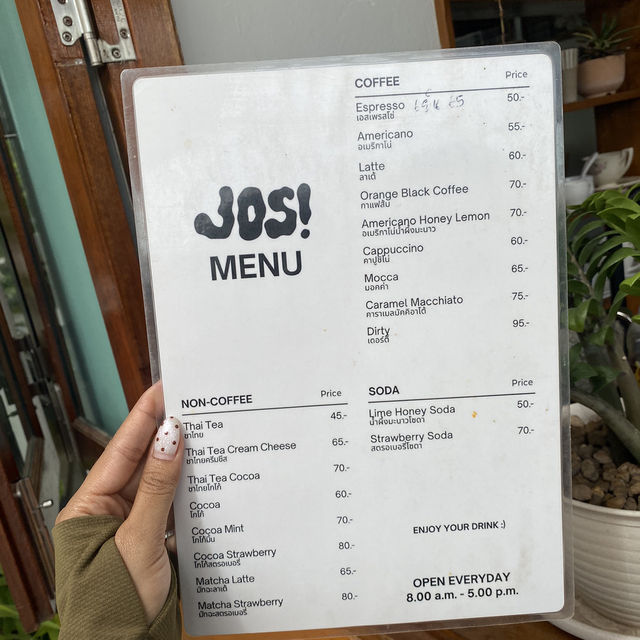 JOS!
MENU
COFFEE Price
Espresso 50.-
เอสเพรสโซ่
Americano 55.-
อเมริกาโน่
Latte 60.-
ลาเต้
Orange Black Coffee 70.-
กาแฟส้ม
Americano Honey Lemon 70.-
อเมริกาโน่น้ำผึ้งมะนาว
Cappuccino 60.-
คาปูชิโน่
Mocca 65.-
มอคค่า
Caramel Macchiato 75.-
คาราเมลมัคคิอาโต้
Dirty 95.-
เดอร์ตี้
NON-COFFEE Price
Thai Tea 45.-
ชาไทย
Thai Tea Cream Cheese 65.-
ชาไทยครีมชีส
Thai Tea Cocoa 70.-
ชาไทยโกโก้
Cocoa 60.-
โกโก้
Cocoa Mint 70.-
โกโก้มิ้น
Cocoa Strawberry 80.-
โกโก้สตรอเบอรี่
Matcha Latte 65.-
มัทฉะลาเต้
Matcha Strawberry 80.-
มัทฉะสตรอเบอรี่
SODA Price
Lime Honey Soda 50.-
น้ำผึ้งมะนาวโซดา
Strawberry Soda 70.-
สตรอเบอรี่โซดา
ENJOY YOUR DRINK :)
OPEN EVERYDAY
8.00 a.m. - 5.00 p.m.